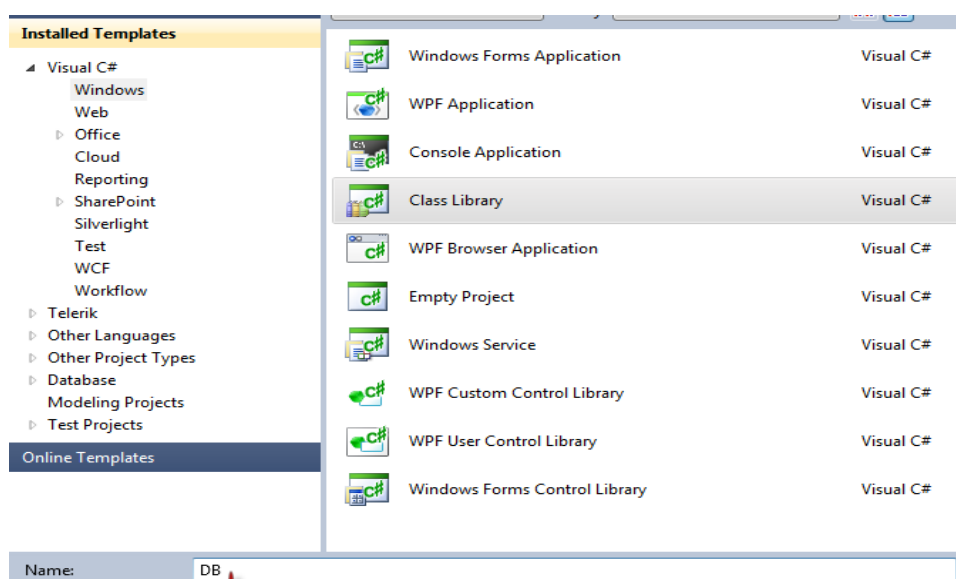 Installed Templates
Visual C#
Windows
Web
Office
Cloud
Reporting
SharePoint
Silverlight
Test
WCF
Workflow
Telerik
Other Languages
Other Project Types
Database
Modeling Projects
Test Projects
Online Templates
Windows Forms Application Visual C#
WPF Application Visual C#
Console Application Visual C#
Class Library Visual C#
WPF Browser Application Visual C#
Empty Project Visual C#
Windows Service Visual C#
WPF Custom Control Library Visual C#
WPF User Control Library Visual C#
Windows Forms Control Library Visual C#
Name: DB